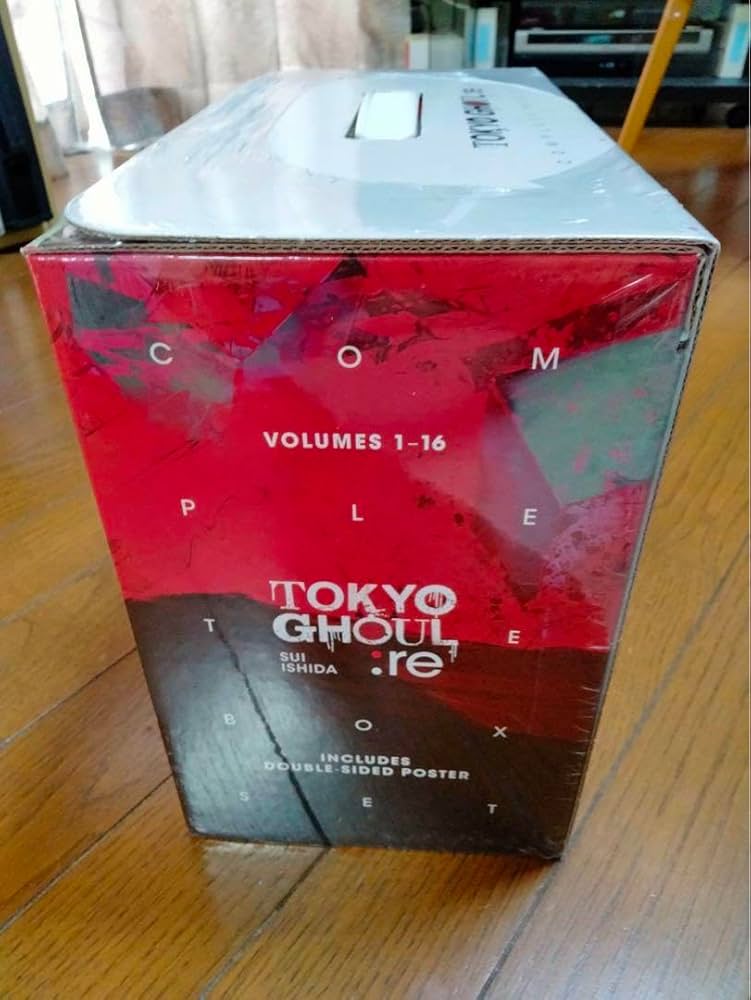 TOKYO GHOUL:re
C O M
VOLUMES 1–16
P L E
TOKYO
T GHOUL E
SUI
ISHIDA
:re
B O X
INCLUDES
DOUBLE-SIDED POSTER
S E T